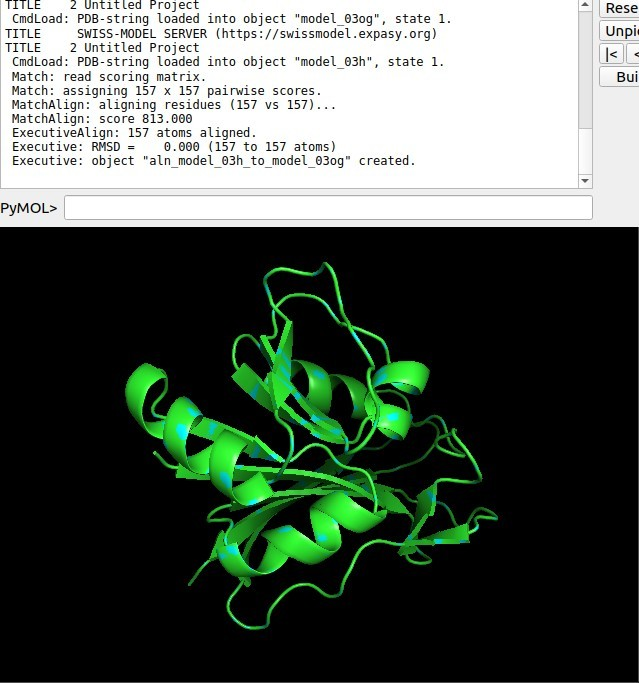 TITLE    2 Untitled Project
CmdLoad: PDB-string loaded into object "model_03og", state 1.
TITLE     SWISS-MODEL SERVER (https://swissmodel.expasy.org)
TITLE    2 Untitled Project
CmdLoad: PDB-string loaded into object "model_03h", state 1.
Match: read scoring matrix.
Match: assigning 157 x 157 pairwise scores.
MatchAlign: aligning residues (157 vs 157)...
MatchAlign: score 813.000
ExecutiveAlign: 157 atoms aligned.
Executive: RMSD =    0.000 (157 to 157 atoms)
Executive: object "aln_model_03h_to_model_03og" created.
Rese
Unpi
|< <
Bui
PyMOL>